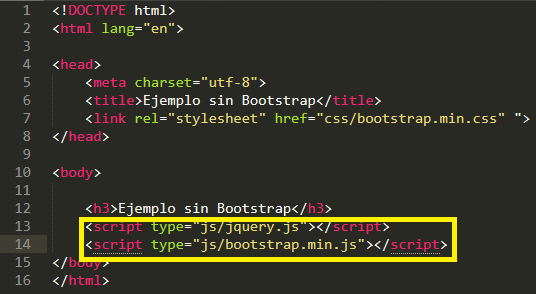 1 <!DOCTYPE html>
2 <html lang="en">
3
4 <head>
5 <meta charset="utf-8">
6 <title>Ejemplo sin Bootstrap</title>
7 <link rel="stylesheet" href="css/bootstrap.min.css" ">
8 </head>
9
10 <body>
11
12 <h3>Ejemplo sin Bootstrap</h3>
13 <script type="js/jquery.js"></script>
14 <script type="js/bootstrap.min.js"></script>
15 </body>
16 </html>